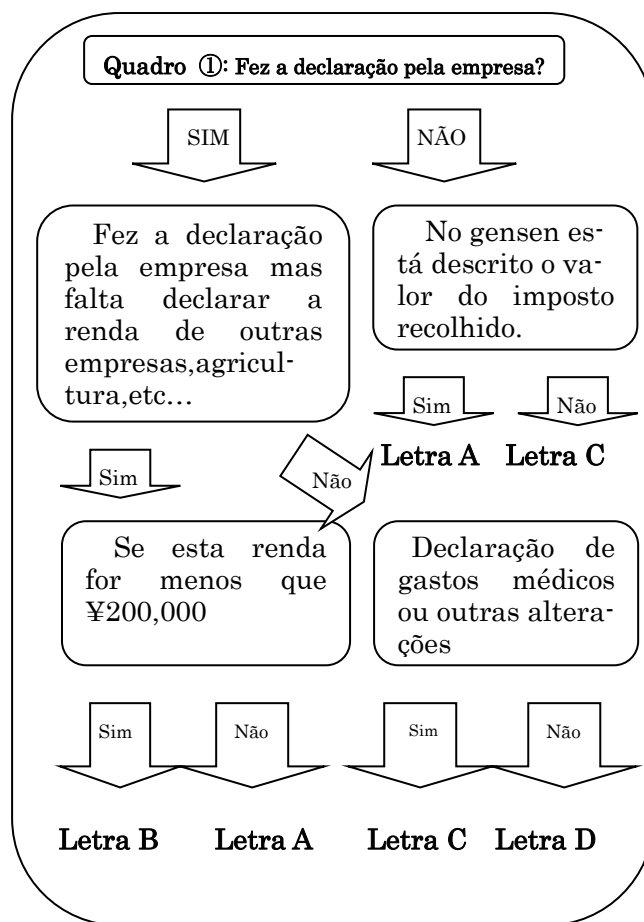 Quadro ①: Fez a declaração pela empresa?
SIM
NÃO
Fez a declaração
pela empresa mas
falta declarar a
renda de outras
empresas,agricul-
tura,etc…
No gensen es-
tá descrito o va-
lor do imposto
recolhido.
Sim
Não
Letra A
Letra C
Sim
Não
Se esta renda
for menos que
¥200,000
Declaração de
gastos médicos
ou outras altera-
ções
Sim
Não
Sim
Não
Letra B
Letra A
Letra C
Letra D